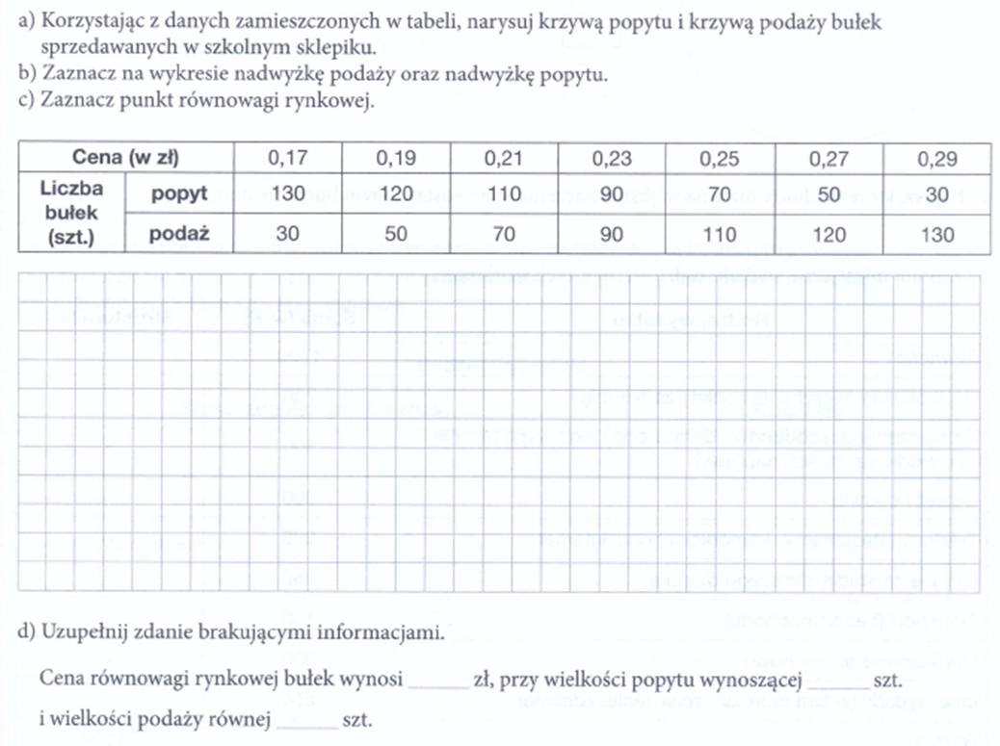 a) Korzystając z danych zamieszczonych w tabeli, narysuj krzywą popytu i krzywą podaży bułek
sprzedawanych w szkolnym sklepiku.
b) Zaznacz na wykresie nadwyżkę podaży oraz nadwyżkę popytu.
c) Zaznacz punkt równowagi rynkowej.
Cena (w zł) 0,17 0,19 0,21 0,23 0,25 0,27 0,29
Liczba bułek (szt.)
popyt 130 120 110 90 70 50 30
podaż 30 50 70 90 110 120 130
d) Uzupełnij zdanie brakującymi informacjami.
Cena równowagi rynkowej bułek wynosi ______ zł, przy wielkości popytu wynoszącej ______ szt.
i wielkości podaży równej ______ szt.